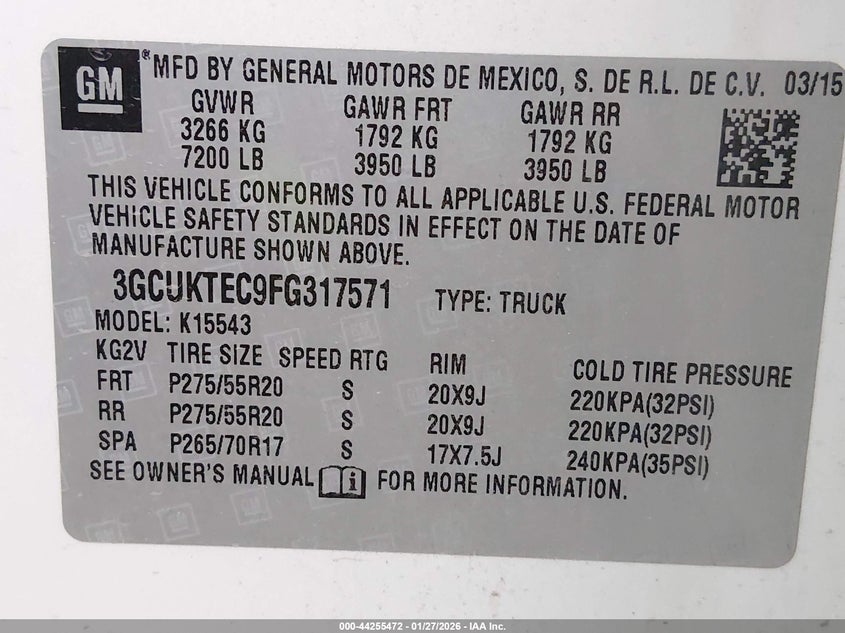 GM ® MFD BY GENERAL MOTORS DE MEXICO, S. DE R.L. DE C.V. 03/15
GVWR GAWR FRT GAWR RR
3266 KG 1792 KG 1792 KG
7200 LB 3950 LB 3950 LB
THIS VEHICLE CONFORMS TO ALL APPLICABLE U.S. FEDERAL MOTOR
VEHICLE SAFETY STANDARDS IN EFFECT ON THE DATE OF
MANUFACTURE SHOWN ABOVE.
3GCUKTEC9FG317571 TYPE: TRUCK
MODEL: K15543
KG2V TIRE SIZE SPEED RTG RIM COLD TIRE PRESSURE
FRT P275/55R20 S 20X9J 220KPA(32PSI)
RR P275/55R20 S 20X9J 220KPA(32PSI)
SPA P265/70R17 S 17X7.5J 240KPA(35PSI)
SEE OWNER'S MANUAL i FOR MORE INFORMATION.
000-44255472 - 01/27/2026 - IAA Inc.